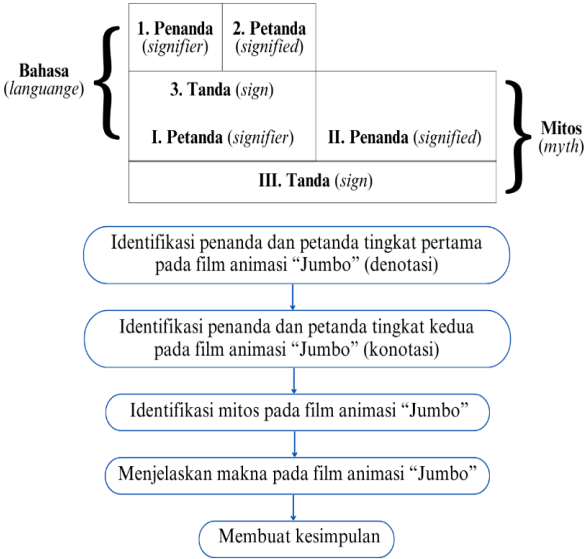 1. Penanda
(signifier)
2. Petanda
(signified)
Bahasa
(languange)
3. Tanda (sign)
I. Petanda (signifier)
II. Penanda (signified)
Mitos
(myth)
III. Tanda (sign)
Identifikasi penanda dan petanda tingkat pertama
pada film animasi “Jumbo” (denotasi)
Identifikasi penanda dan petanda tingkat kedua
pada film animasi “Jumbo” (konotasi)
Identifikasi mitos pada film animasi “Jumbo”
Menjelaskan makna pada film animasi “Jumbo”
Membuat kesimpulan